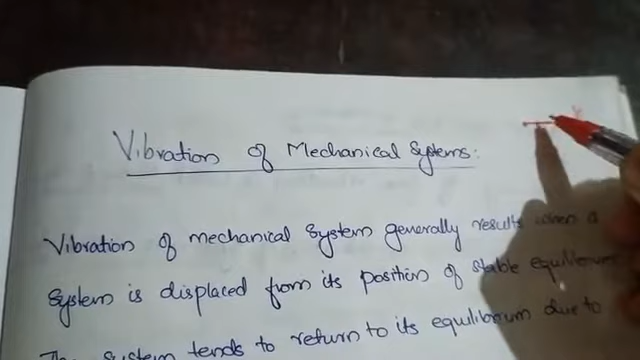 Vibration of Mechanical Systems:
Vibration of mechanical system generally results when a
system is displaced from its position of stable equilibrium
The system tends to return to its equilibrium due to